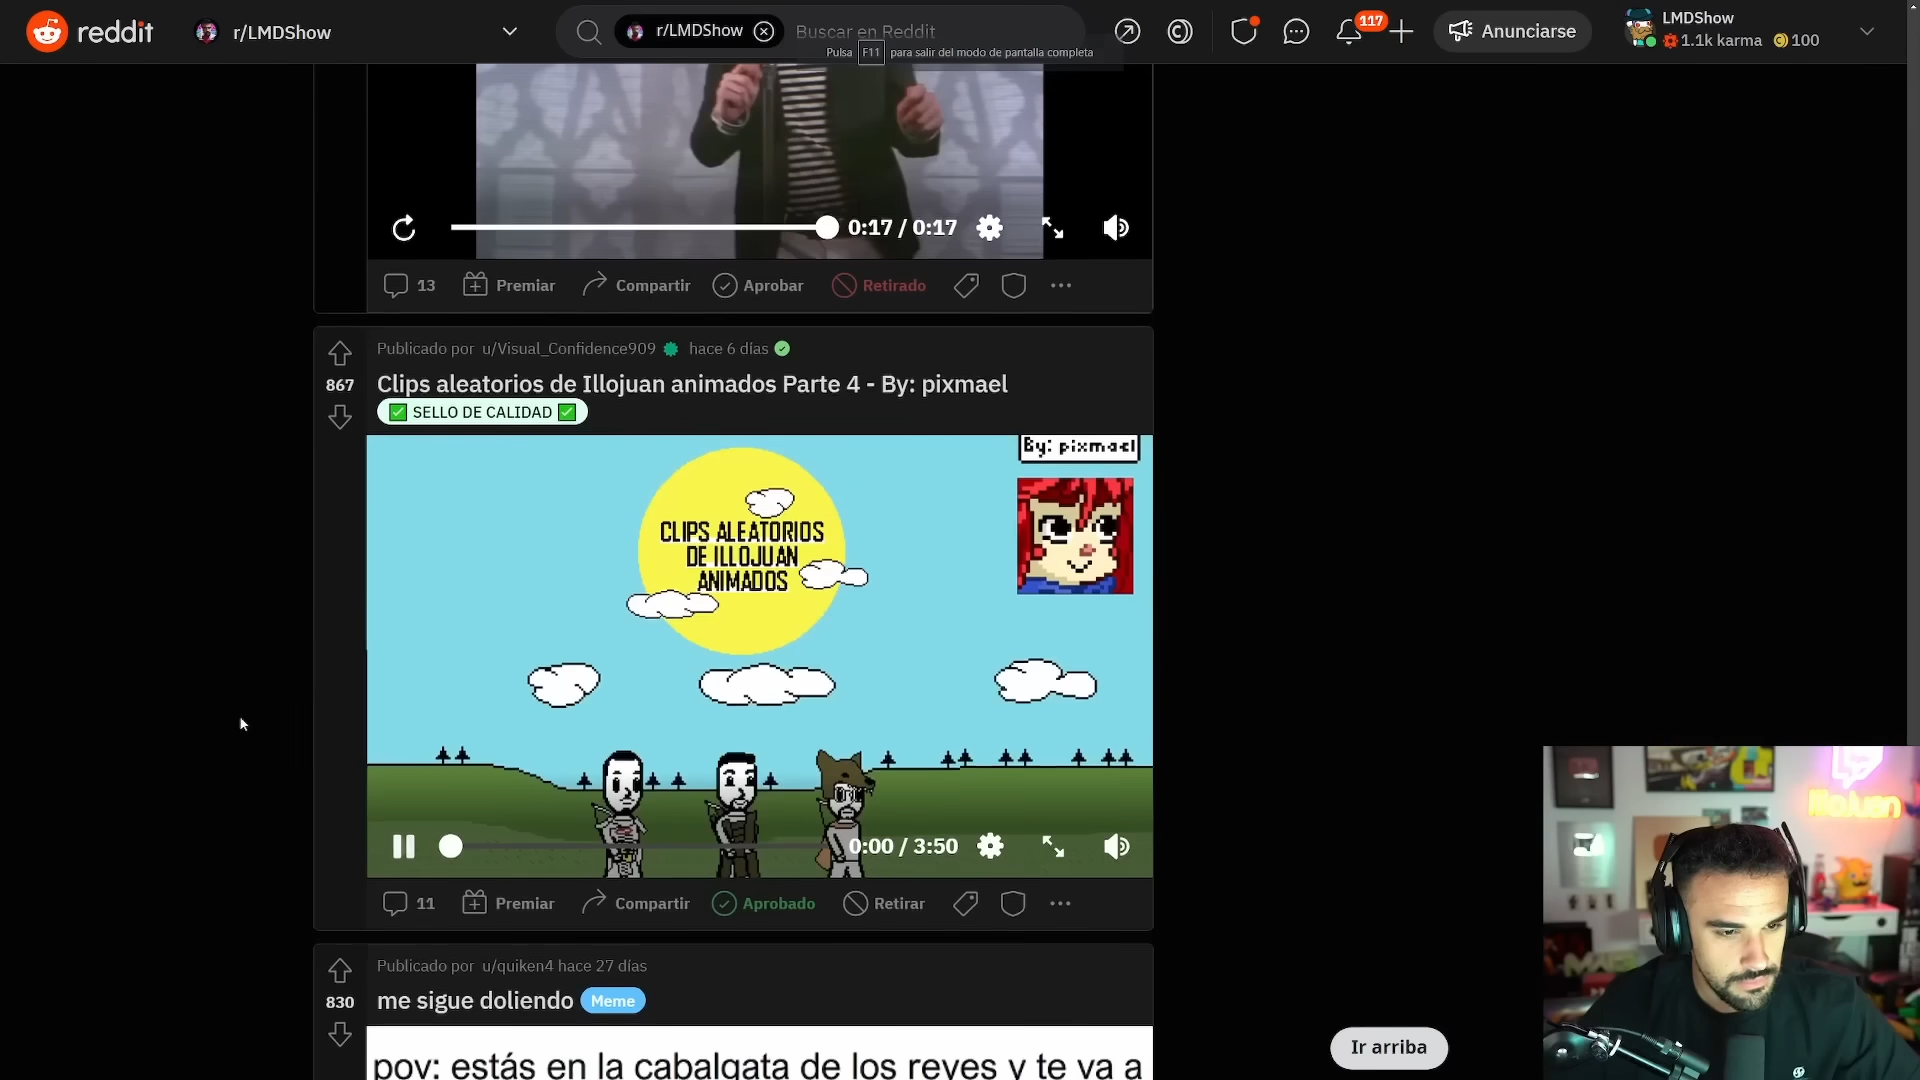 reddit
r/LMDShow
r/LMDShow
Buscar en Reddit
Pulsa F11 para salir del modo de pantalla completa
117
Anunciarse
LMDShow
1.1k karma 100
0:17 / 0:17
13 Premiar Compartir Aprobar Retirado
Publicado por u/Visual_Confidence909 hace 6 días
867
Clips aleatorios de Illojuan animados Parte 4 - By: pixmael
✅ SELLO DE CALIDAD ✅
By: pixmael
CLIPS ALEATORIOS
DE ILLOJUAN
ANIMADOS
0:00 / 3:50
11 Premiar Compartir Aprobado Retirar
Publicado por u/quiken4 hace 27 días
830
me sigue doliendo Meme
pov: estás en la cabalgata de los reyes y te va a
Ir arriba
IlloJuan